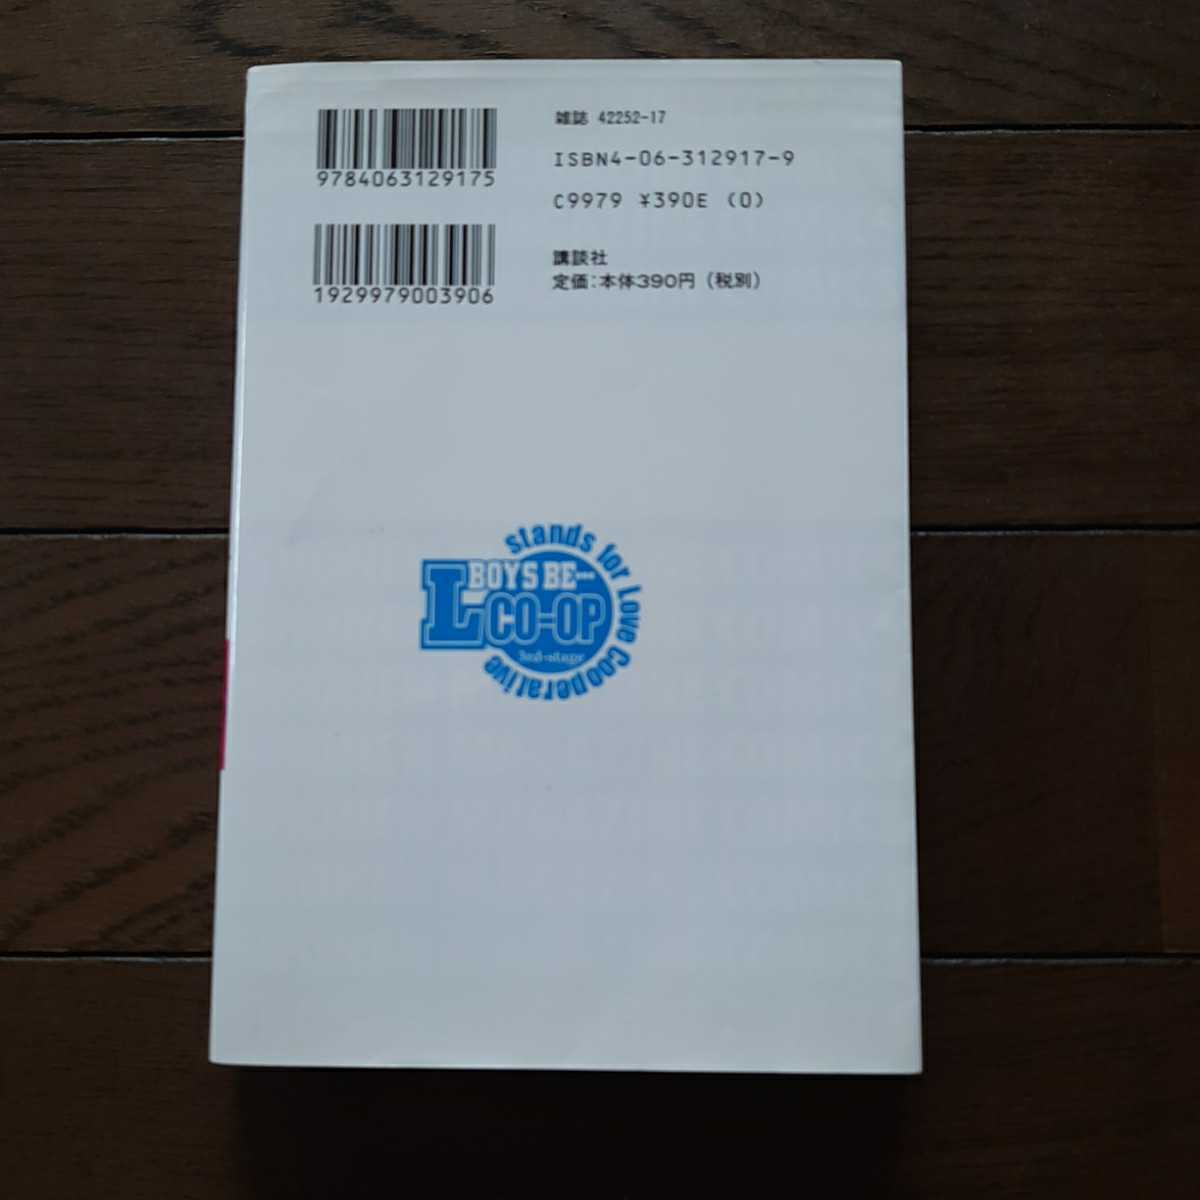 9784063129175
1929979003906
雑誌 42252-17
ISBN4-06-312917-9
C9979 ¥390E (0)
講談社
定価:本体390円(税別)
stands for Love Cooperative
BOYS BE…
L CO-OP